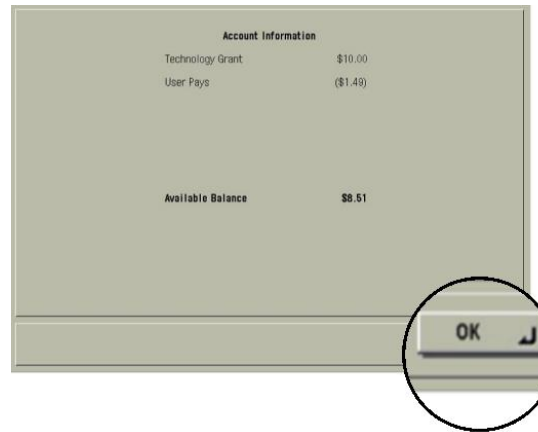 Account Information
Technology Grant $10.00
User Pays ($1.49)
Available Balance $8.51
OK